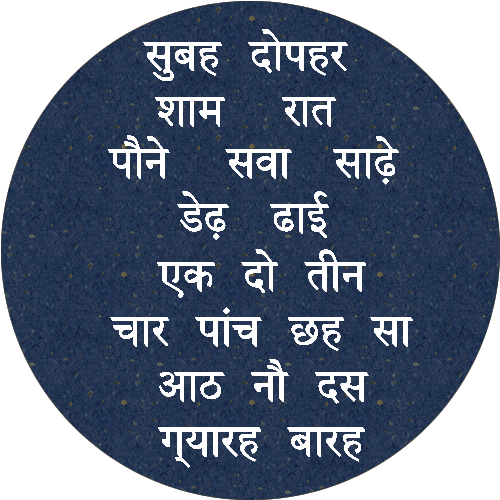 सुबह दोपहर
शाम रात
पौने सवा साढ़े
डेढ़ ढाई
एक दो तीन
चार पांच छह सा
आठ नौ दस
ग्यारह बारह